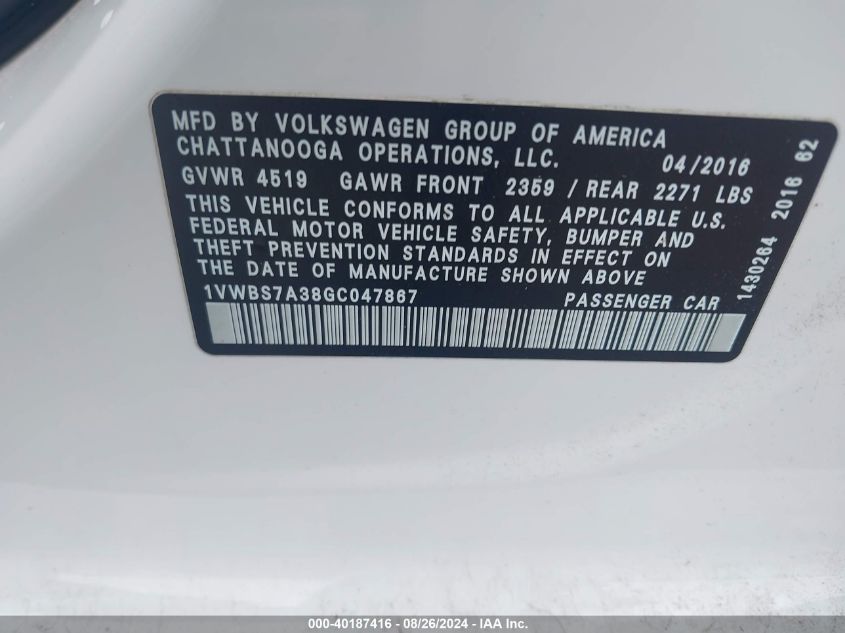 MFD BY VOLKSWAGEN GROUP OF AMERICA
CHATTANOOGA OPERATIONS, LLC. 04/2016
GVWR 4519 GAWR FRONT 2359 / REAR 2271 LBS
THIS VEHICLE CONFORMS TO ALL APPLICABLE U.S.
FEDERAL MOTOR VEHICLE SAFETY, BUMPER AND
THEFT PREVENTION STANDARDS IN EFFECT ON
THE DATE OF MANUFACTURE SHOWN ABOVE
1VWBS7A38GC047867 PASSENGER CAR
1430264 2016 62
000-40187416 - 08/26/2024 - IAA Inc.